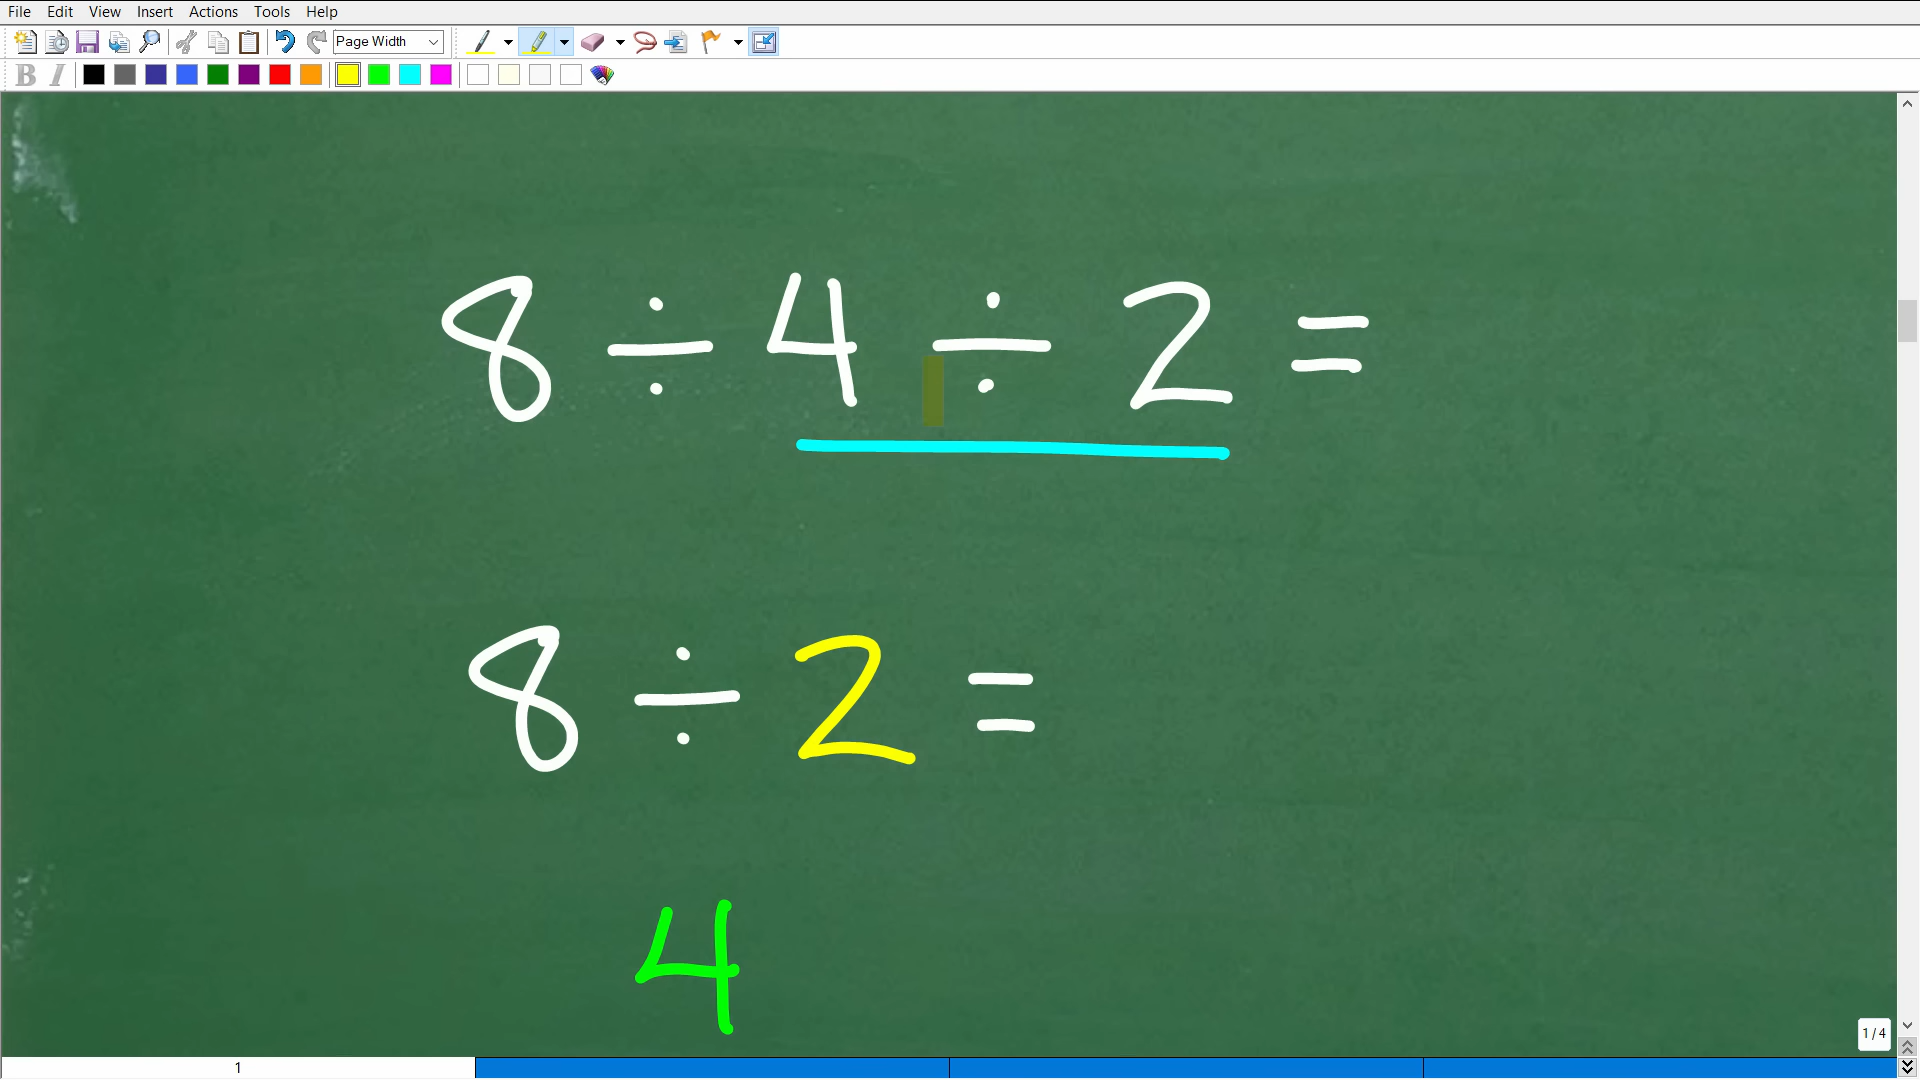 File Edit View Insert Actions Tools Help
Page Width
B I
8 ÷ 4 ÷ 2 =
8 ÷ 2 =
4
1 / 4
1